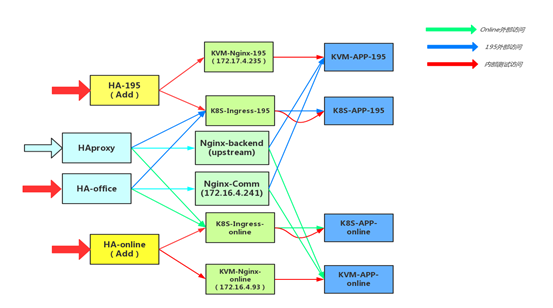 Online外部访问
195外部访问
内部测试访问
KVM-Nginx-195
(172.17.4.235)
KVM-APP-195
HA-195
(Add)
K8S-Ingress-195
K8S-APP-195
HAproxy
Nginx-backend
(upstream)
HA-office
Nginx-Comm
(172.16.4.241)
K8S-Ingress-
online
K8S-APP-
online
HA-online
(Add)
KVM-Nginx-
online
(172.16.4.93)
KVM-APP-
online